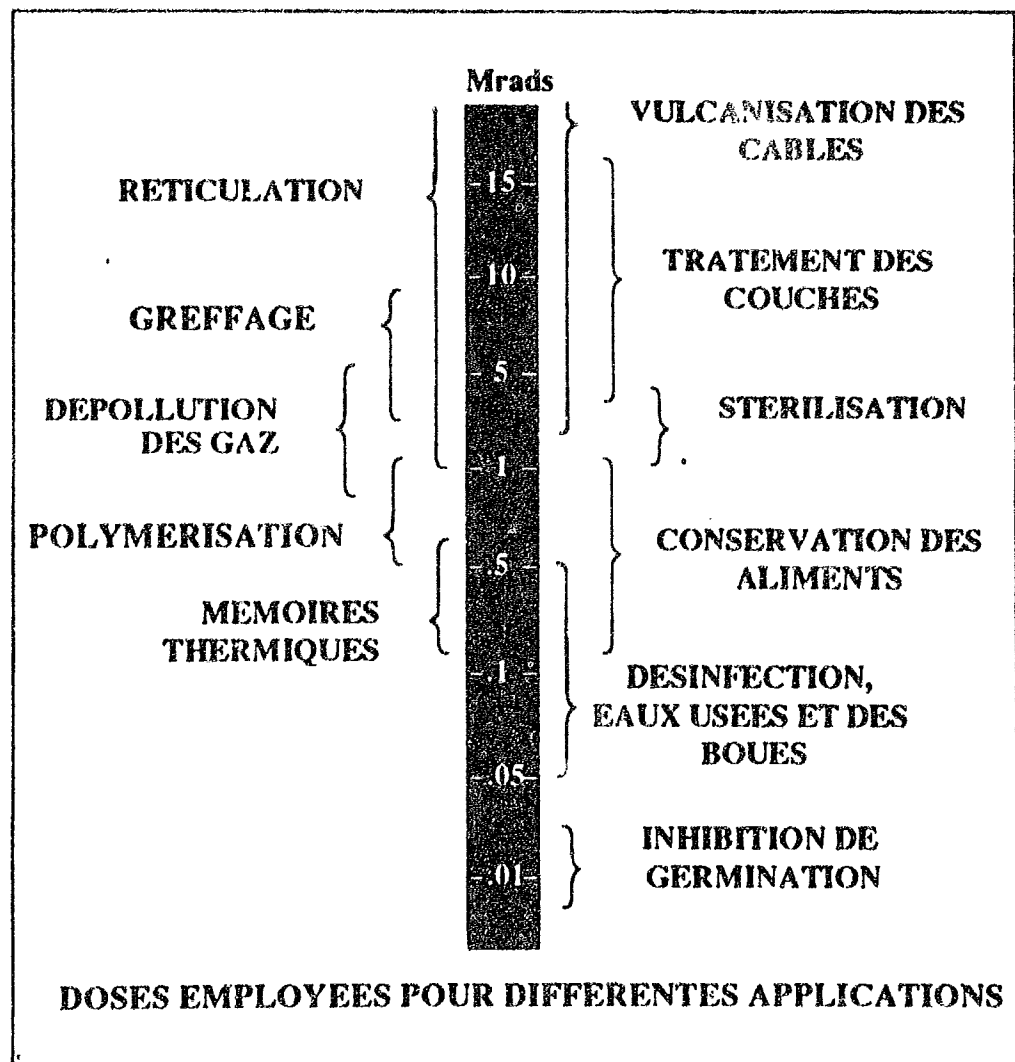 Mrads
VULCANISATION DES
CABLES
RETICULATION
-15-
TRATEMENT DES
COUCHES
-10-
GREFFAGE
- 5 -
DEPOLLUTION
DES GAZ
STERILISATION
- 1 -
POLYMERISATION
CONSERVATION DES
ALIMENTS
- .5 -
MEMOIRES
THERMIQUES
- .1 -
DESINFECTION,
EAUX USEES ET DES
BOUES
-.05-
INHIBITION DE
GERMINATION
-.01-
DOSES EMPLOYEES POUR DIFFERENTES APPLICATIONS